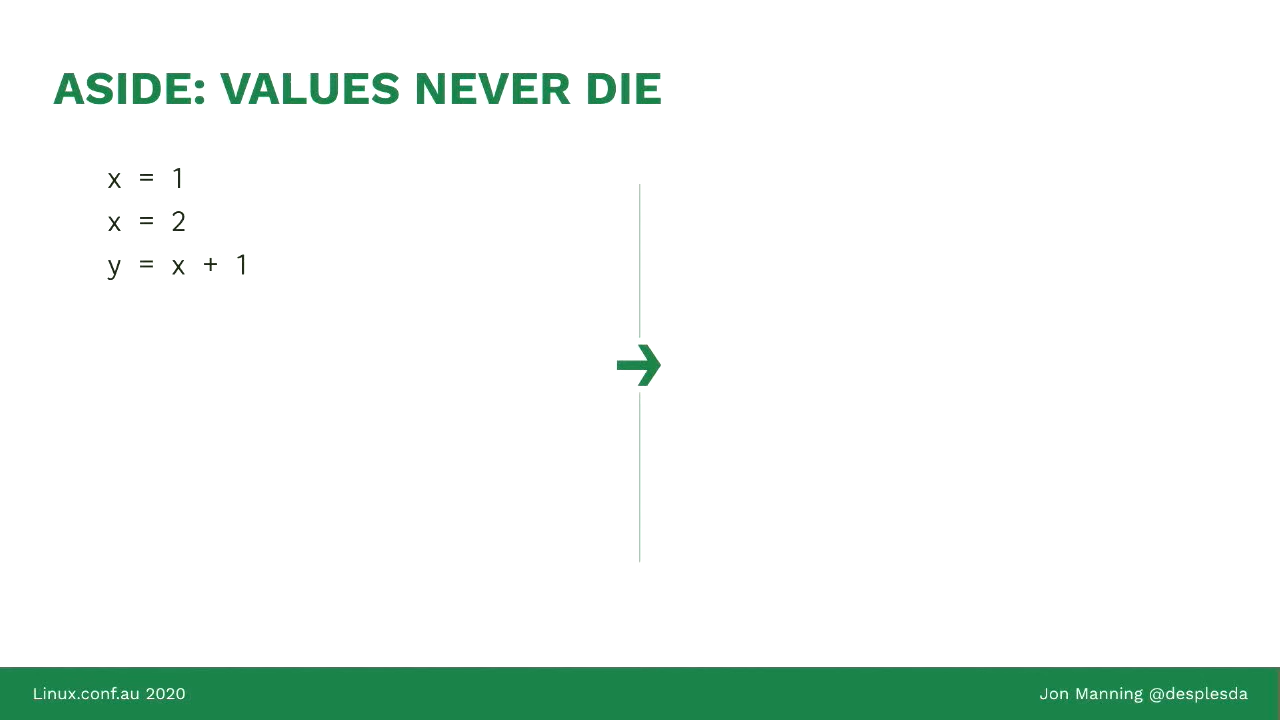 ASIDE: VALUES NEVER DIE
x = 1
x = 2
y = x + 1
Linux.conf.au 2020
Jon Manning @desplesda